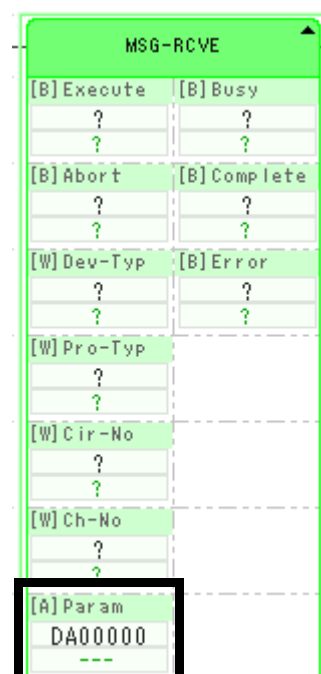 MSG-RCVE
[B]Execute [B]Busy
? ?
? ?
[B]Abort [B]Complete
? ?
? ?
[W]Dev-Typ [B]Error
? ?
? ?
[W]Pro-Typ
?
?
[W]Cir-No
?
?
[W]Ch-No
?
?
[A]Param
DA00000
---